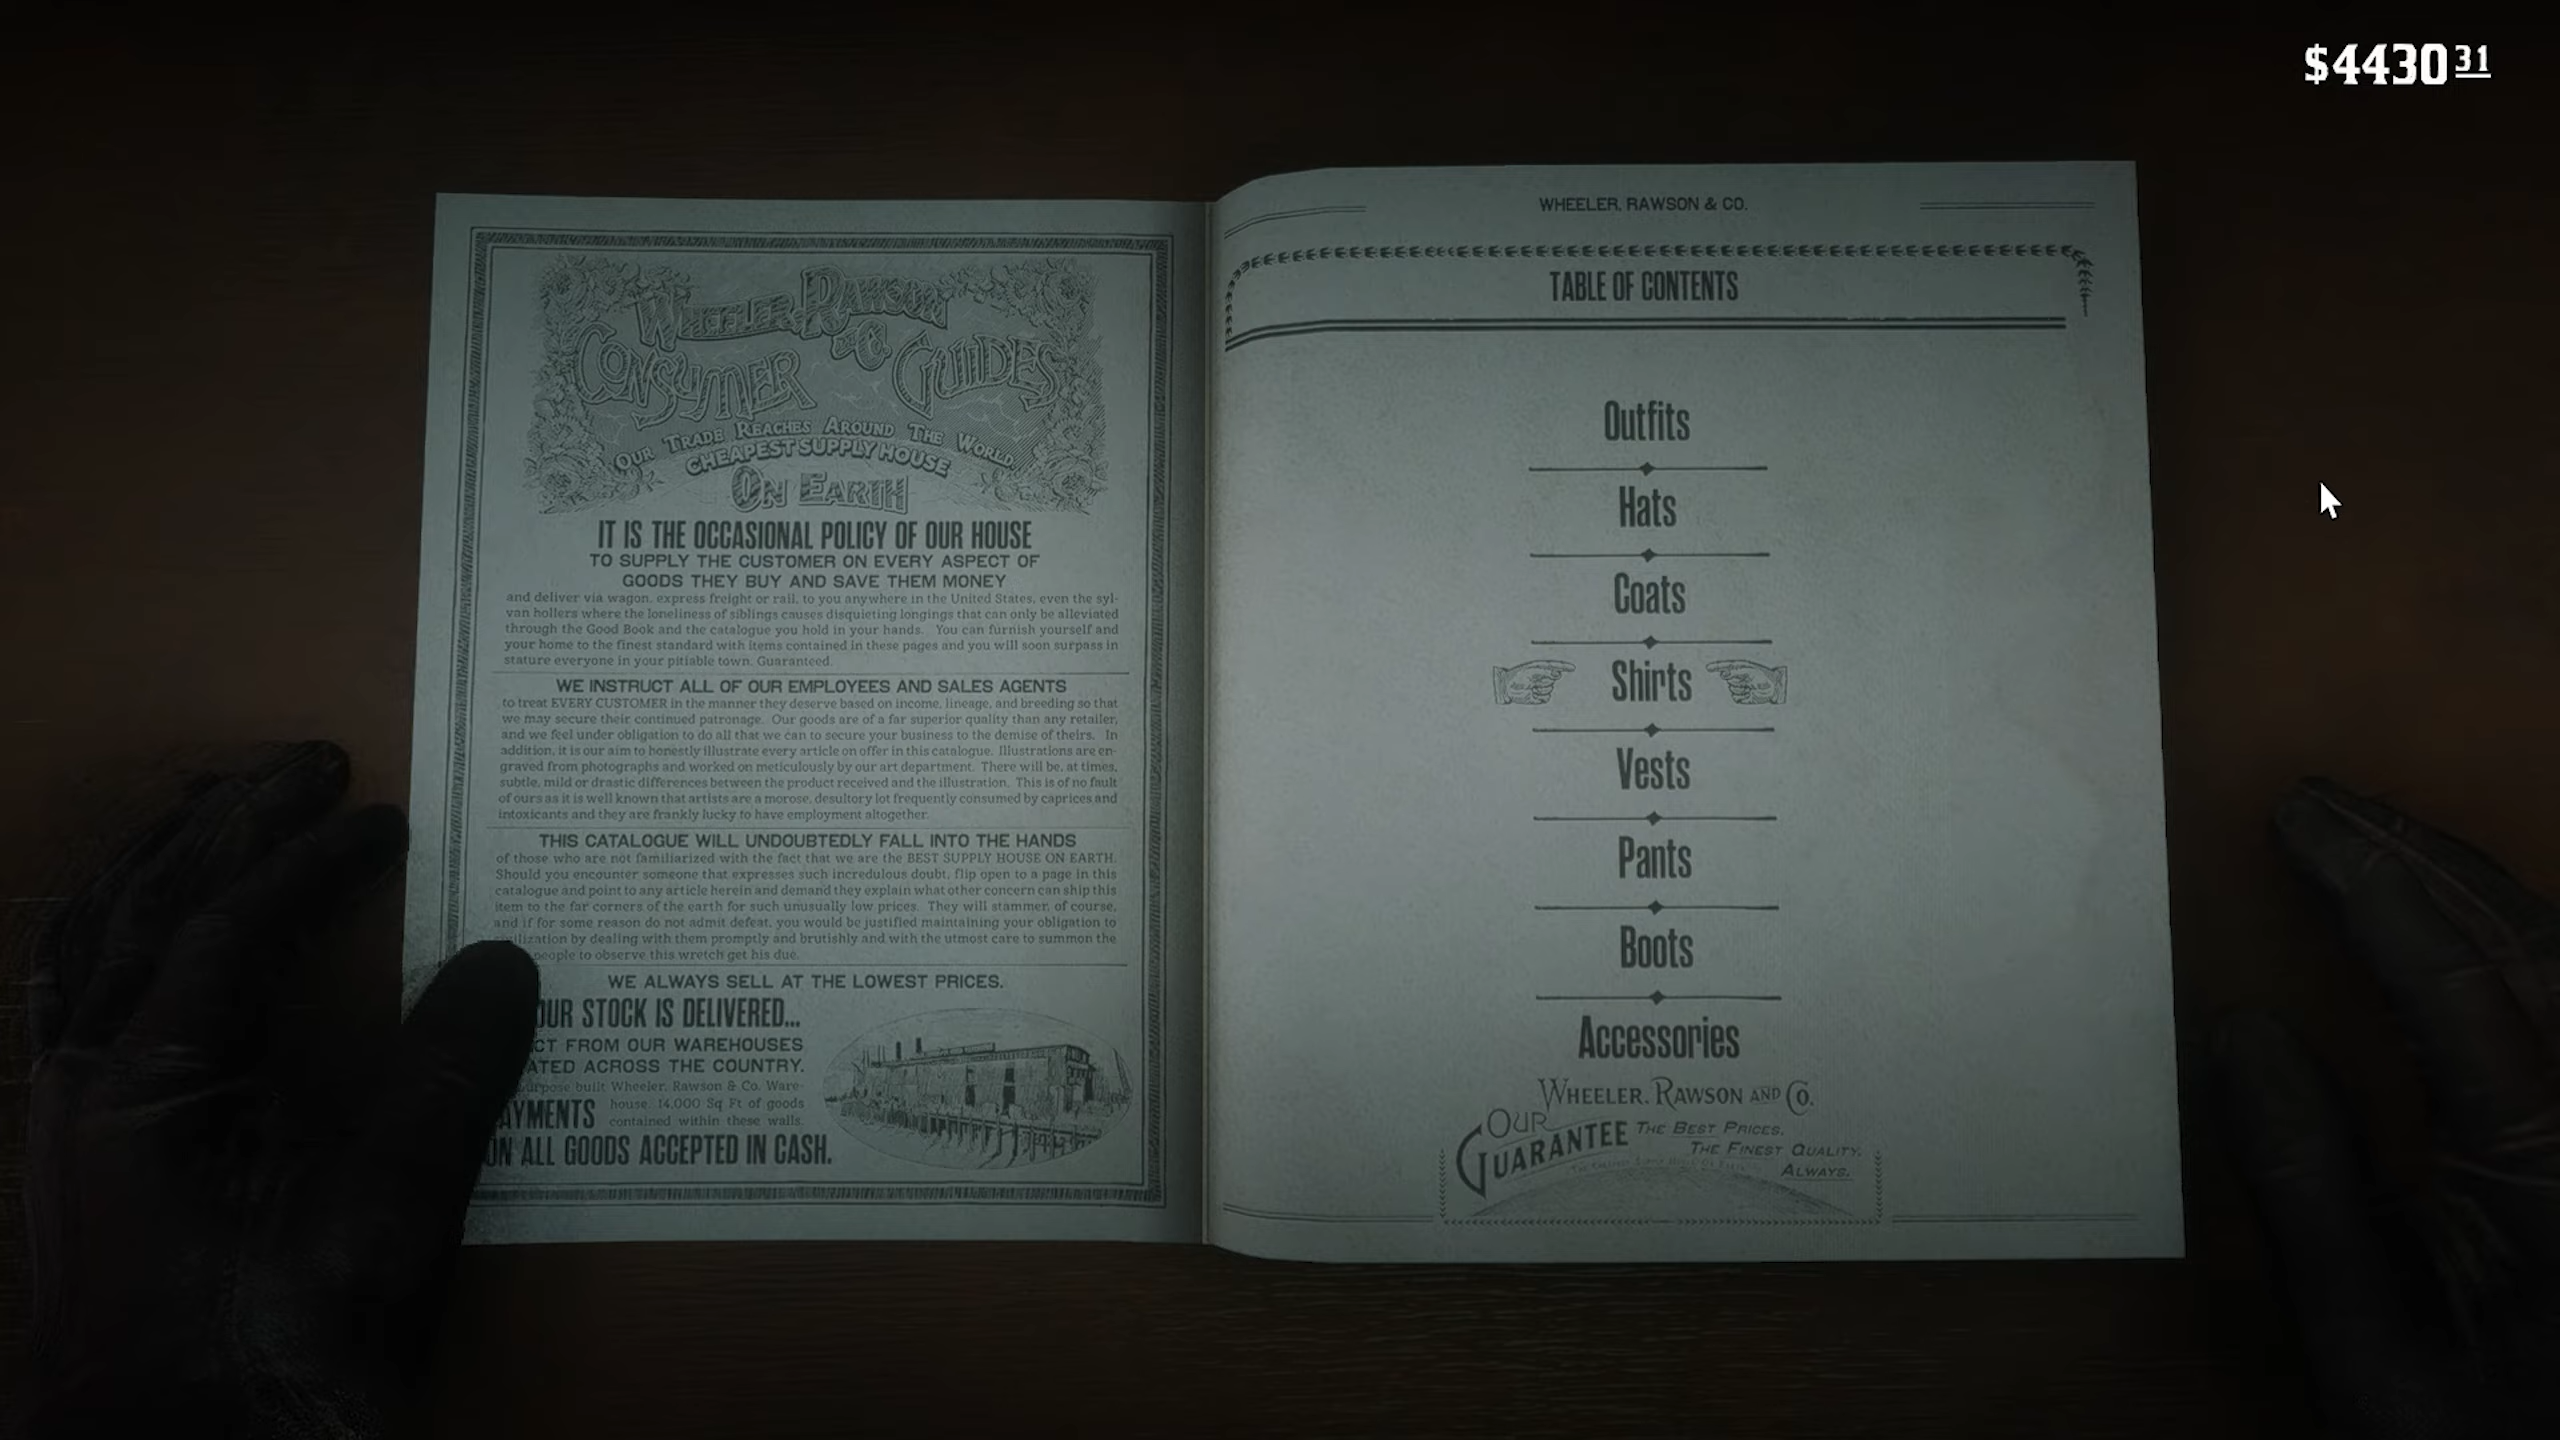 $4430 31
WHEELER, RAWSON
& CO.
CONSUMER GUIDES
OUR TRADE REACHES AROUND THE WORLD.
CHEAPEST SUPPLY HOUSE
ON EARTH
IT IS THE OCCASIONAL POLICY OF OUR HOUSE
TO SUPPLY THE CUSTOMER ON EVERY ASPECT OF
GOODS THEY BUY AND SAVE THEM MONEY
and deliver via wagon, express freight or rail, to you anywhere in the United States, even the syl-
van hollers where the loneliness of siblings causes disquieting longings that can only be alleviated
through the Good Book and the catalogue you hold in your hands. You can furnish yourself and
your home to the finest standard with items contained in these pages and you will soon surpass in
stature everyone in your pitiable town. Guaranteed.
WE INSTRUCT ALL OF OUR EMPLOYEES AND SALES AGENTS
to treat EVERY CUSTOMER in the manner they deserve based on income, lineage, and breeding so that
we may secure their continued patronage. Our goods are of a far superior quality than any retailer,
and we feel under obligation to do all that we can to secure your business to the demise of theirs. In
addition, it is our aim to honestly illustrate every article on offer in this catalogue. Illustrations are en-
graved from photographs and worked on meticulously by our art department. There will be, at times,
subtle, mild or drastic differences between the product received and the illustration. This is of no fault
of ours as it is well known that artists are a morose, desultory lot frequently consumed by caprices and
intoxicants and they are frankly lucky to have employment altogether.
THIS CATALOGUE WILL UNDOUBTEDLY FALL INTO THE HANDS
of those who are not familiarized with the fact that we are the BEST SUPPLY HOUSE ON EARTH.
Should you encounter someone that expresses such incredulous doubt, flip open to a page in this
catalogue and point to any article herein and demand they explain what other concern can ship this
item to the far corners of the earth for such unusually low prices. They will stammer, of course,
and if for some reason do not admit defeat, you would be justified maintaining your obligation to
civilization by dealing with them promptly and brutishly and with the utmost care to summon the
people to observe this wretch get his due.
WE ALWAYS SELL AT THE LOWEST PRICES.
OUR STOCK IS DELIVERED...
CT FROM OUR WAREHOUSES
ATED ACROSS THE COUNTRY.
urpose built Wheeler, Rawson & Co. Ware-
house. 14,000 Sq Ft of goods
AYMENTS contained within these walls.
ON ALL GOODS ACCEPTED IN CASH.
WHEELER, RAWSON & CO.
TABLE OF CONTENTS
Outfits
Hats
Coats
Shirts
Vests
Pants
Boots
Accessories
WHEELER, RAWSON AND CO.
OUR
GUARANTEE THE BEST PRICES,
THE FINEST QUALITY,
ALWAYS.